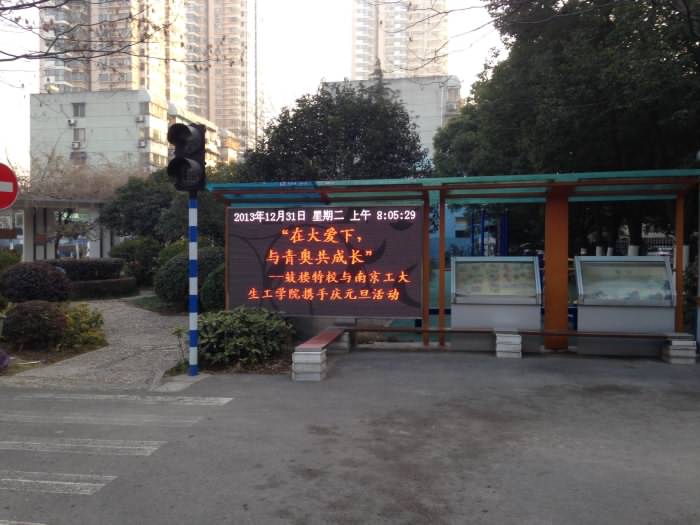 2013年12月31日 星期二 上午 8:05:29
“在大爱下，
与青奥共成长”
——鼓楼特校与南京工大
生工学院携手庆元旦活动